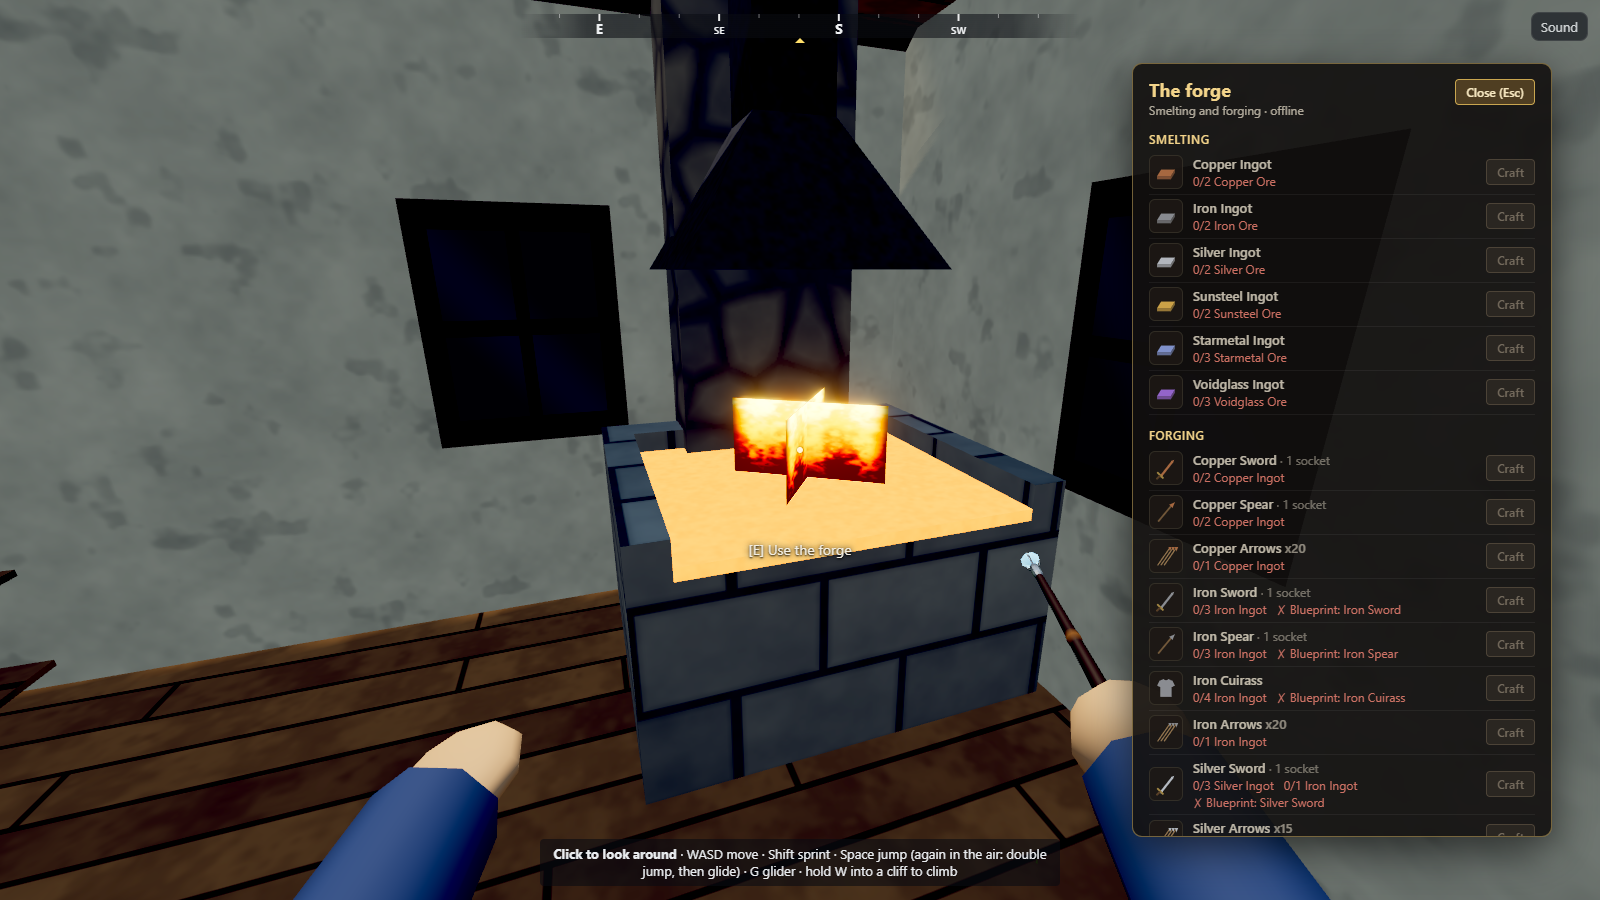 E SE S SW
Sound
The forge
Close (Esc)
Smelting and forging · offline
SMELTING
Copper Ingot
0/2 Copper Ore
Craft
Iron Ingot
0/2 Iron Ore
Craft
Silver Ingot
0/2 Silver Ore
Craft
Sunsteel Ingot
0/2 Sunsteel Ore
Craft
Starmetal Ingot
0/3 Starmetal Ore
Craft
Voidglass Ingot
0/3 Voidglass Ore
Craft
FORGING
Copper Sword · 1 socket
0/2 Copper Ingot
Craft
Copper Spear · 1 socket
0/2 Copper Ingot
Craft
Copper Arrows x20
0/1 Copper Ingot
Craft
Iron Sword · 1 socket
0/3 Iron Ingot ✗ Blueprint: Iron Sword
Craft
Iron Spear · 1 socket
0/3 Iron Ingot ✗ Blueprint: Iron Spear
Craft
Iron Cuirass
0/4 Iron Ingot ✗ Blueprint: Iron Cuirass
Craft
Iron Arrows x20
0/1 Iron Ingot
Craft
Silver Sword · 1 socket
0/3 Silver Ingot 0/1 Iron Ingot
✗ Blueprint: Silver Sword
Craft
Silver Arrows x15
Craft
[E] Use the forge
Click to look around · WASD move · Shift sprint · Space jump (again in the air: double
jump, then glide) · G glider · hold W into a cliff to climb